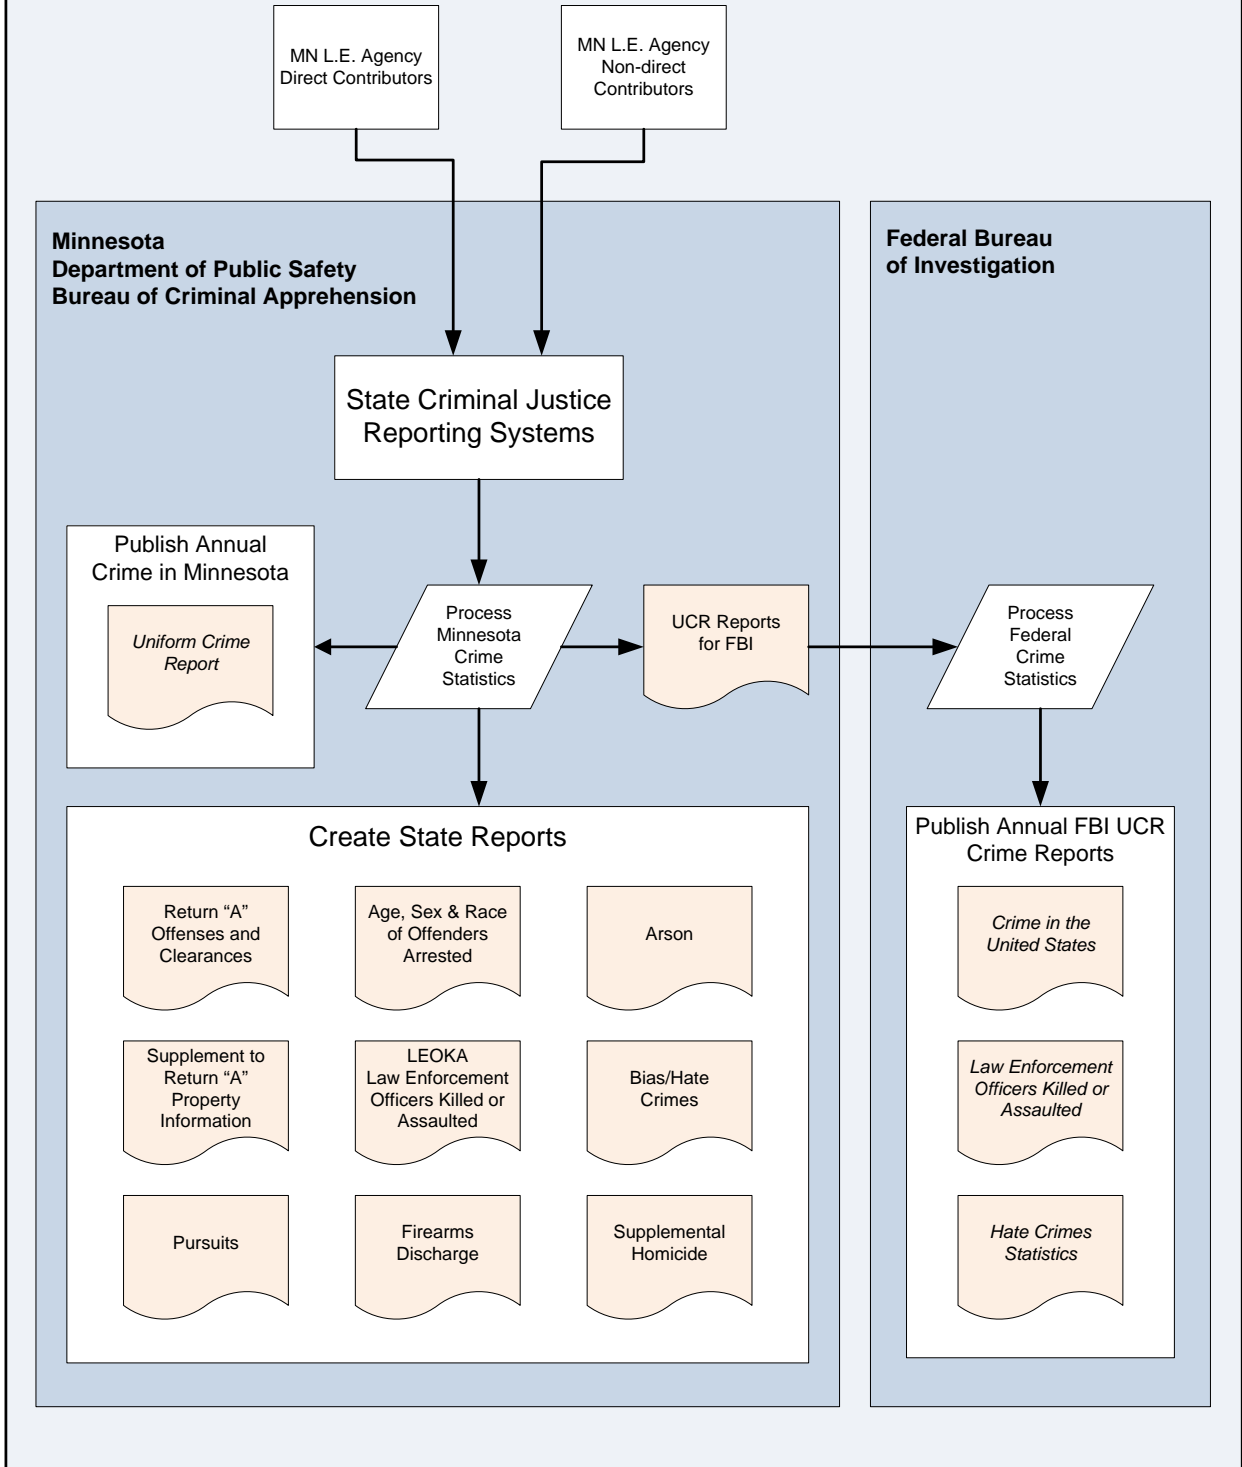 MN L.E. Agency
Direct Contributors
MN L.E. Agency
Non-direct
Contributors
Minnesota
Department of Public Safety
Bureau of Criminal Apprehension
Federal Bureau
of Investigation
State Criminal Justice
Reporting Systems
Publish Annual
Crime in Minnesota
Uniform Crime
Report
Process
Minnesota
Crime
Statistics
UCR Reports
for FBI
Process
Federal
Crime
Statistics
Create State Reports
Return “A”
Offenses and
Clearances
Age, Sex & Race
of Offenders
Arrested
Arson
Supplement to
Return “A”
Property
Information
LEOKA
Law Enforcement
Officers Killed or
Assaulted
Bias/Hate
Crimes
Pursuits
Firearms
Discharge
Supplemental
Homicide
Publish Annual FBI UCR
Crime Reports
Crime in the
United States
Law Enforcement
Officers Killed or
Assaulted
Hate Crimes
Statistics